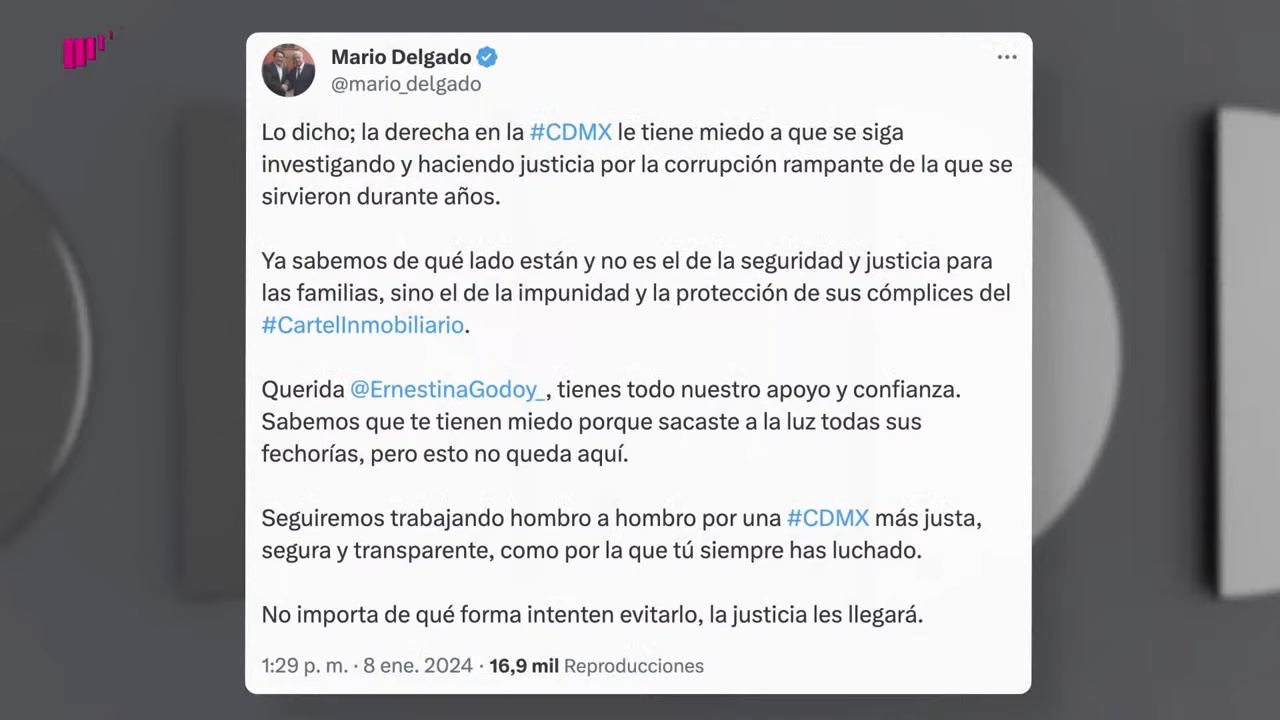 Mario Delgado
@mario_delgado
Lo dicho; la derecha en la #CDMX le tiene miedo a que se siga
investigando y haciendo justicia por la corrupción rampante de la que se
sirvieron durante años.
Ya sabemos de qué lado están y no es el de la seguridad y justicia para
las familias, sino el de la impunidad y la protección de sus cómplices del
#CartelInmobiliario.
Querida @ErnestinaGodoy_, tienes todo nuestro apoyo y confianza.
Sabemos que te tienen miedo porque sacaste a la luz todas sus
fechorías, pero esto no queda aquí.
Seguiremos trabajando hombro a hombro por una #CDMX más justa,
segura y transparente, como por la que tú siempre has luchado.
No importa de qué forma intenten evitarlo, la justicia les llegará.
1:29 p. m. · 8 ene. 2024 · 16,9 mil Reproducciones